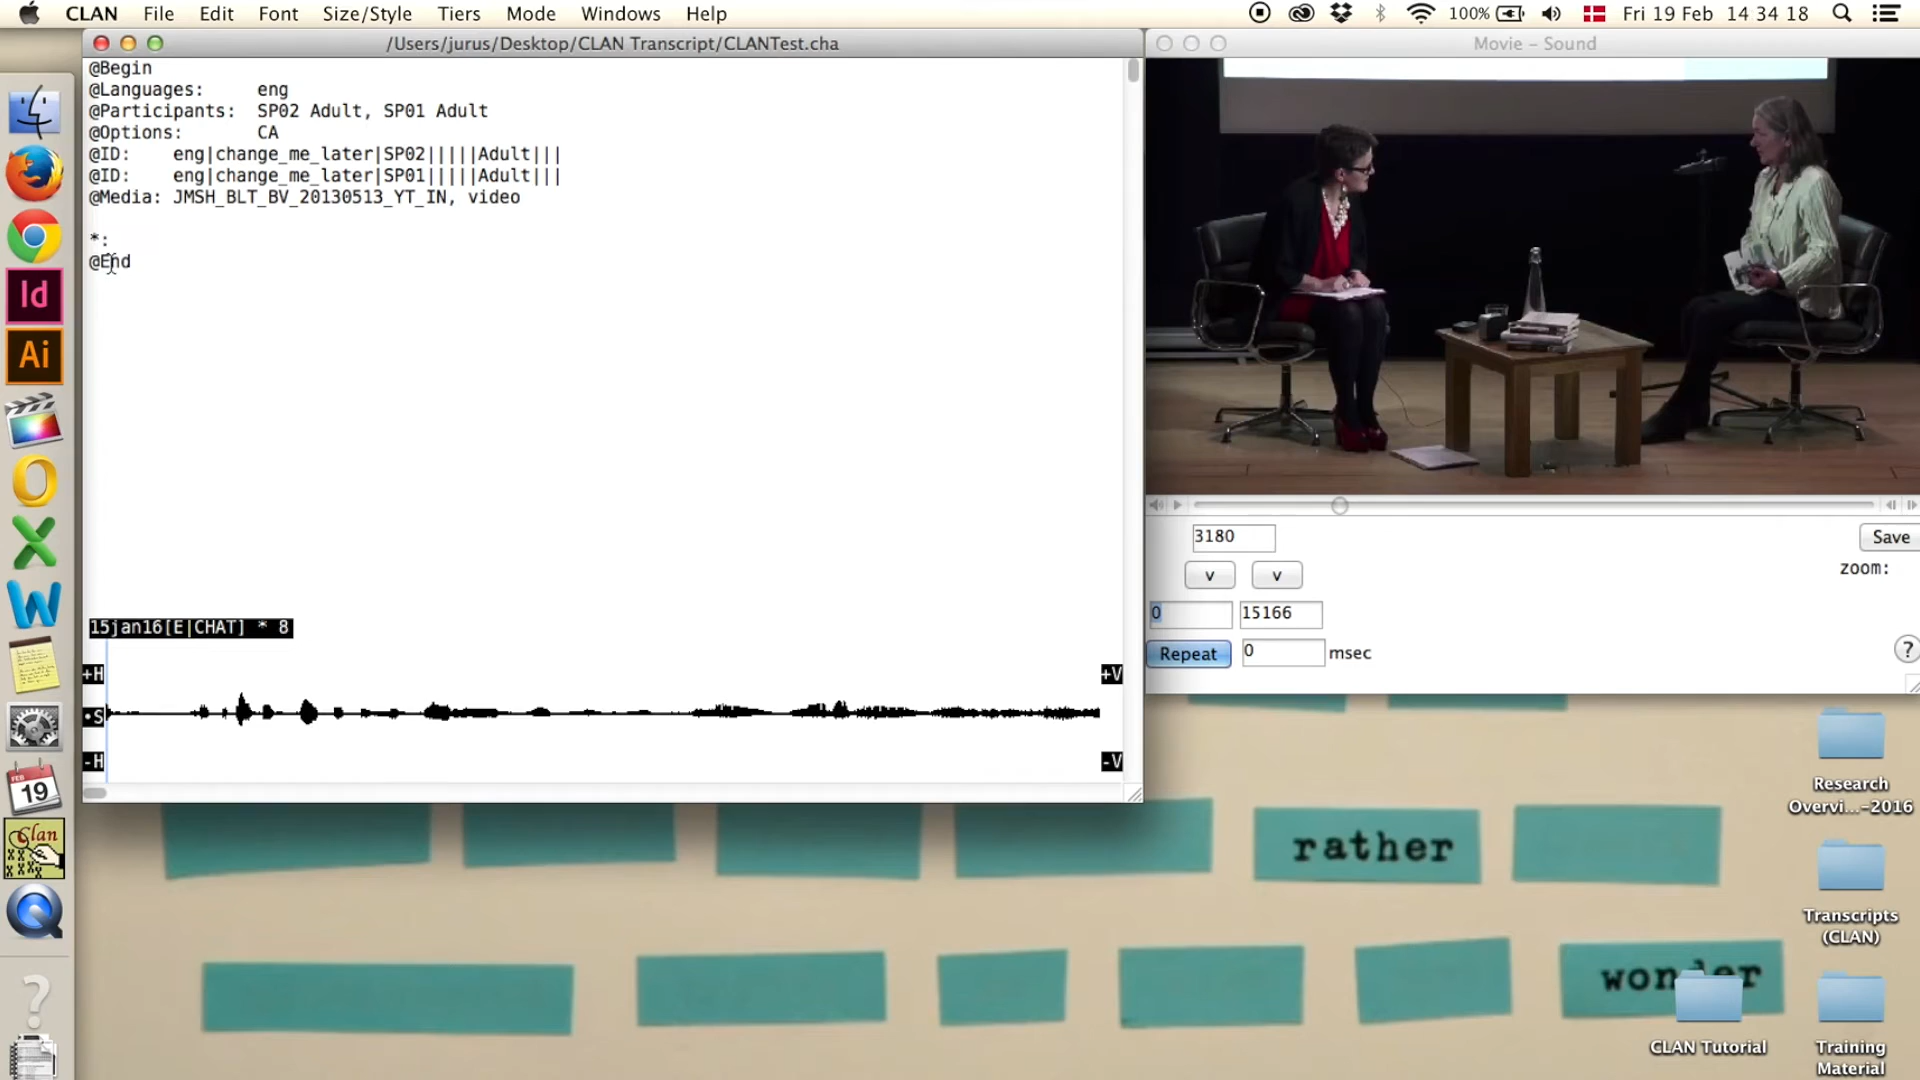 CLAN File Edit Font Size/Style Tiers Mode Windows Help 100% Fri 19 Feb 14 34 18
/Users/jurus/Desktop/CLAN Transcript/CLANTest.cha
Movie – Sound
@Begin
@Languages: eng
@Participants: SP02 Adult, SP01 Adult
@Options: CA
@ID: eng|change_me_later|SP02|||||Adult|||
@ID: eng|change_me_later|SP01|||||Adult|||
@Media: JMSH_BLT_BV_20130513_YT_IN, video
*:
@End
Id
Ai
3180
Save
v v
zoom:
0 15166
Repeat 0 msec
?
15jan16[E|CHAT] * 8
+H +V
•S
-H -V
FEB
19
Clan
rather
wonder
Research
Overvi...-2016
Transcripts
(CLAN)
CLAN Tutorial
Training
Material